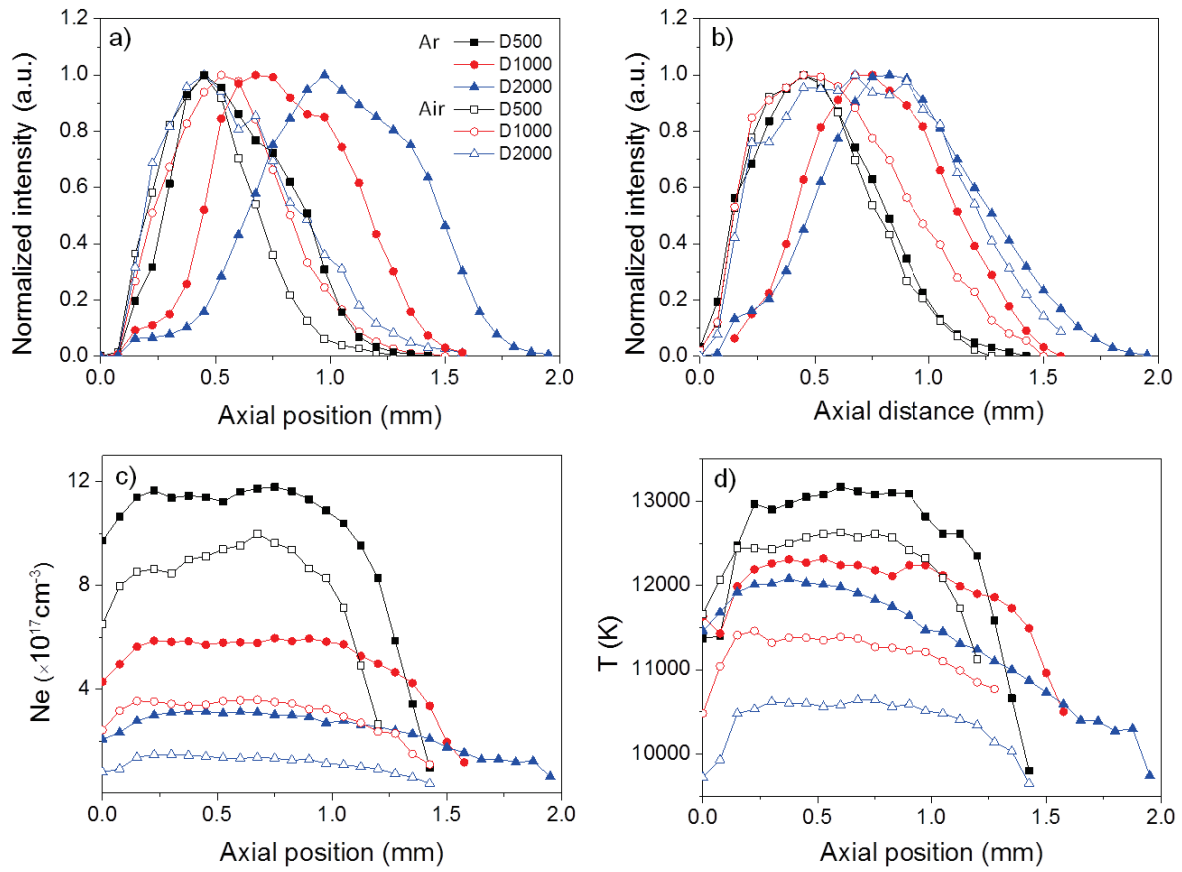 a)
Normalized intensity (a.u.)
1.2
1.0
0.8
0.6
0.4
0.2
0.0
Ar D500
D1000
D2000
Air D500
D1000
D2000
0.0 0.5 1.0 1.5 2.0
Axial position (mm)
b)
Normalized intensity (a.u.)
1.2
1.0
0.8
0.6
0.4
0.2
0.0
0.0 0.5 1.0 1.5 2.0
Axial distance (mm)
c)
Ne (×10¹⁷cm⁻³)
12
8
4
0.0 0.5 1.0 1.5 2.0
Axial position (mm)
d)
T (K)
13000
12000
11000
10000
0.0 0.5 1.0 1.5 2.0
Axial position (mm)